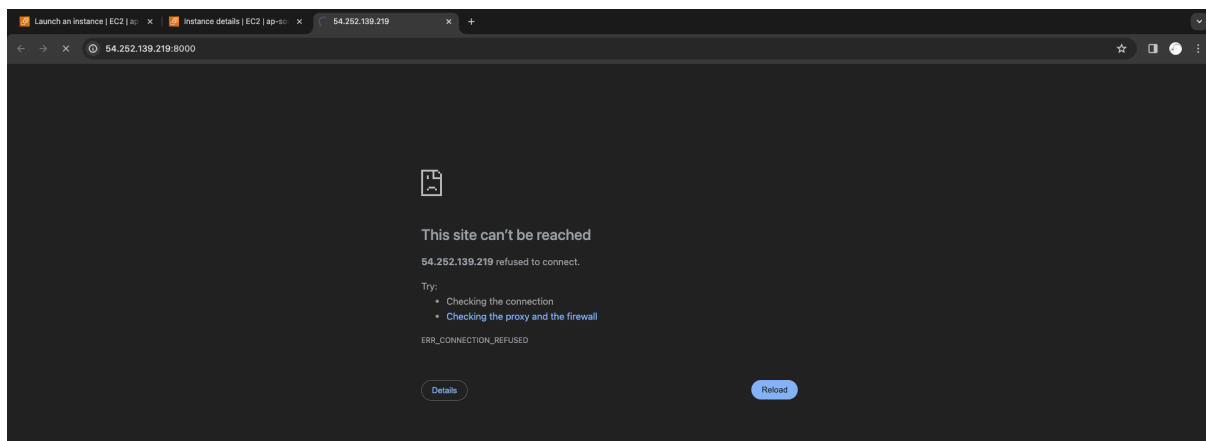 Launch an instance | EC2 | ap
Instance details | EC2 | ap-so
54.252.139.219
54.252.139.219:8000
This site can't be reached
54.252.139.219 refused to connect.
Try:
• Checking the connection
• Checking the proxy and the firewall
ERR_CONNECTION_REFUSED
Details
Reload